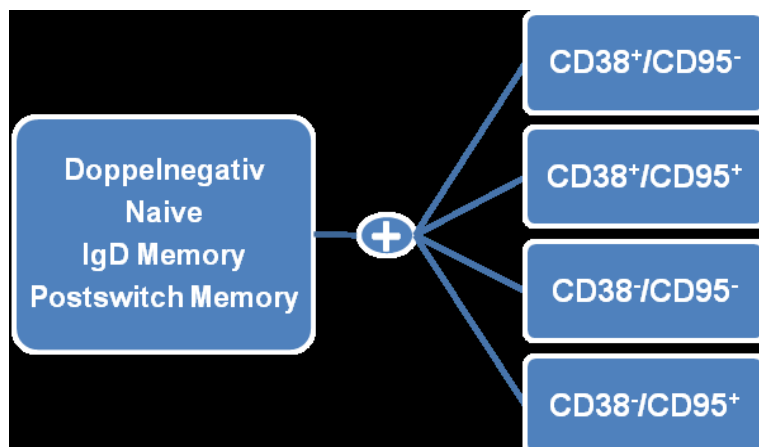 Doppelnegativ
Naive
IgD Memory
Postswitch Memory
+
CD38⁺/CD95⁻
CD38⁺/CD95⁺
CD38⁻/CD95⁻
CD38⁻/CD95⁺